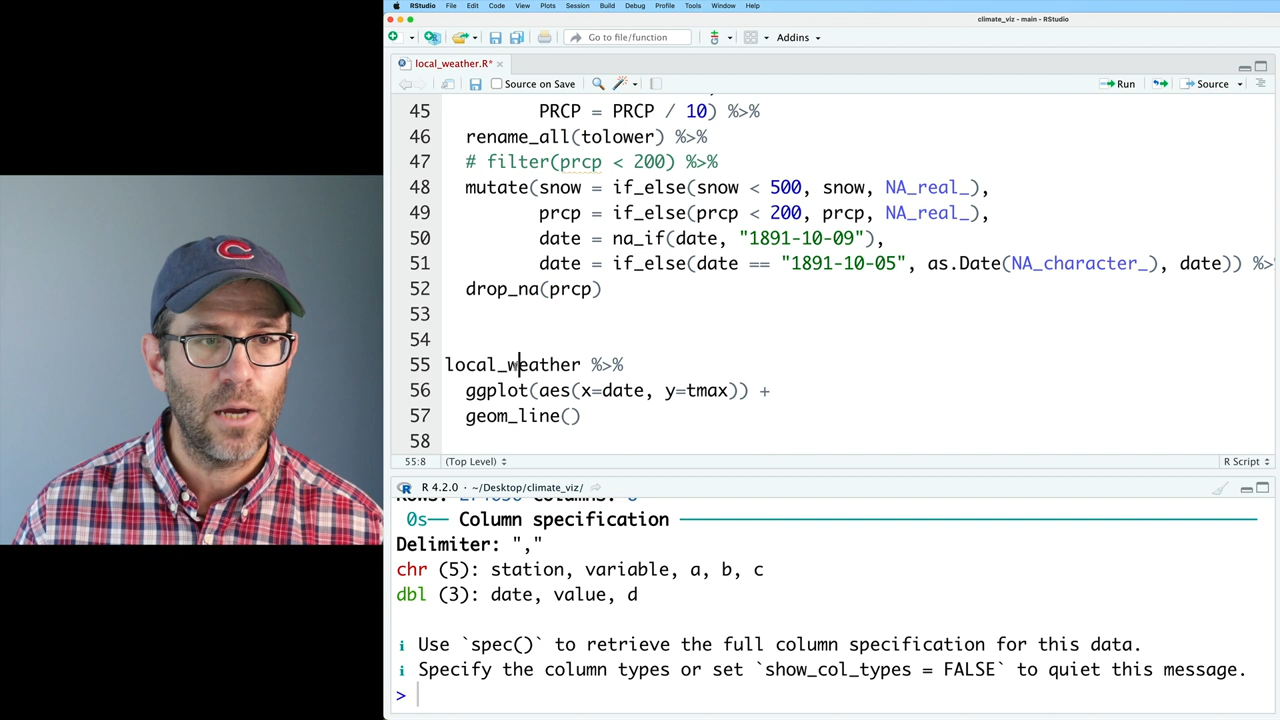 RStudio File Edit Code View Plots Session Build Debug Profile Tools Window Help
climate_viz - main - RStudio
Go to file/function Addins
local_weather.R*
Source on Save Run Source
45 PRCP = PRCP / 10) %>%
46 rename_all(tolower) %>%
47 # filter(prcp < 200) %>%
48 mutate(snow = if_else(snow < 500, snow, NA_real_),
49 prcp = if_else(prcp < 200, prcp, NA_real_),
50 date = na_if(date, "1891-10-09"),
51 date = if_else(date == "1891-10-05", as.Date(NA_character_), date)) %>
52 drop_na(prcp)
53
54
55 local_weather %>%
56 ggplot(aes(x=date, y=tmax)) +
57 geom_line()
58
55:8 (Top Level) R Script
R 4.2.0 · ~/Desktop/climate_viz/
0s── Column specification
Delimiter: ","
chr (5): station, variable, a, b, c
dbl (3): date, value, d
i Use `spec()` to retrieve the full column specification for this data.
i Specify the column types or set `show_col_types = FALSE` to quiet this message.
>
C